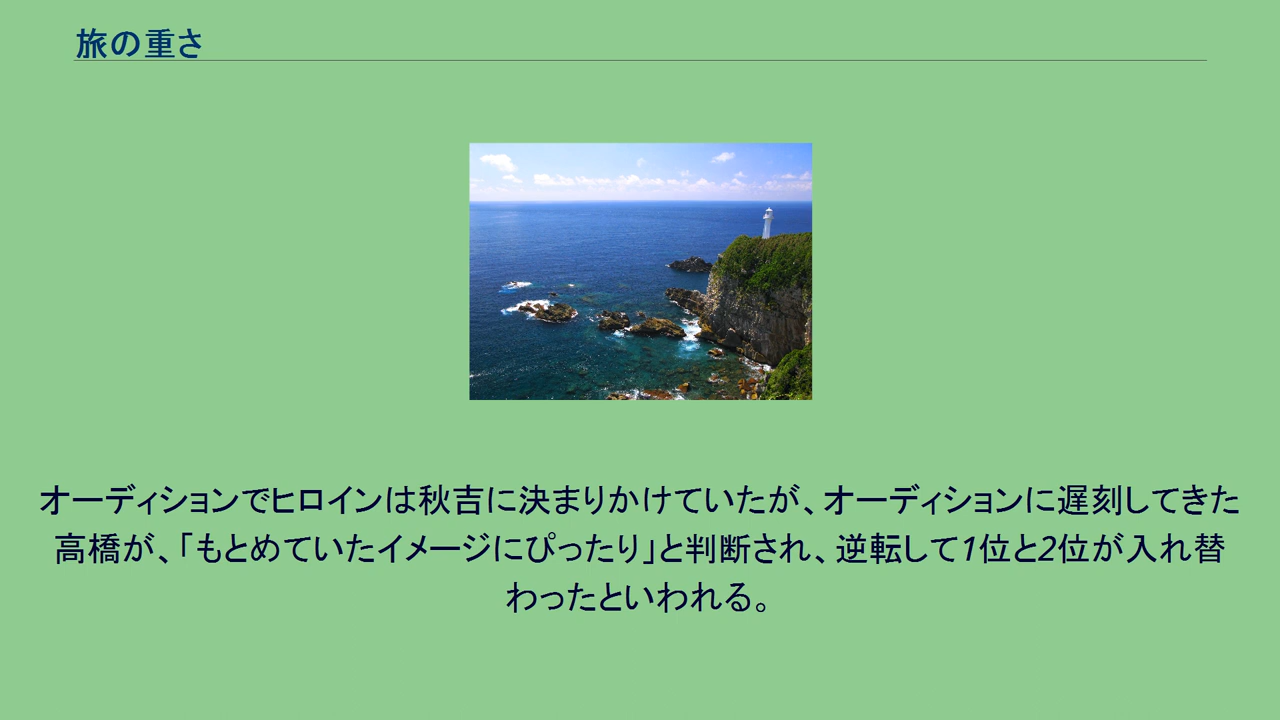 旅の重さ
オーディションでヒロインは秋吉に決まりかけていたが、オーディションに遅刻してきた
高橋が、「もとめていたイメージにぴったり」と判断され、逆転して1位と2位が入れ替
わったといわれる。